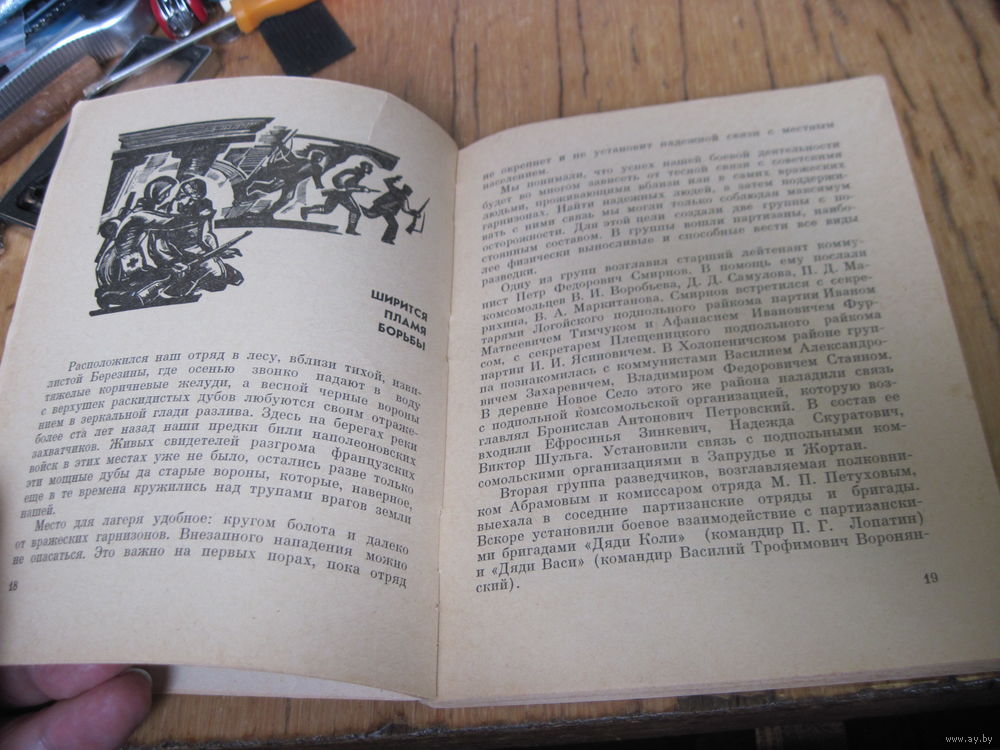 ШИРИТСЯ
ПЛАМЯ
БОРЬБЫ
Расположился наш отряд в лесу, вблизи тихой, изви-
листой Березины, где осенью звонко падают в воду
тяжелые коричневые желуди, а весной черные вороны
с верхушек раскидистых дубов любуются своим отраже-
нием в зеркальной глади разлива. Здесь на берегах реки
более ста лет назад наши предки били наполеоновских
захватчиков. Живых свидетелей разгрома французских
войск в этих местах уже не было, остались разве только
эти мощные дубы да старые вороны, которые, наверное,
еще в те времена кружились над трупами врагов земли
нашей.
Место для лагеря удобное: кругом болота и далеко
от вражеских гарнизонов. Внезапного нападения можно
не опасаться. Это важно на первых порах, пока отряд
18
не окрепнет и не установит надежной связи с местным
населением.
Мы понимали, что успех нашей боевой деятельности
будет во многом зависеть от тесной связи с советскими
людьми, проживающими вблизи или в самих вражеских
гарнизонах. Найти надежных людей, а затем поддержи-
вать с ними связь мы могли только соблюдая максимум
осторожности. Для этой цели создали две группы с по-
стоянным составом. В группы вошли партизаны, наибо-
лее физически выносливые и способные вести все виды
разведки.
Одну из групп возглавил старший лейтенант комму-
нист Петр Федорович Смирнов. В помощь ему послали
комсомольцев В. И. Воробьева, Д. Д. Самулова, П. Д. Ма-
рихина, В. А. Маркитанова. Смирнов встретился с секре-
тарями Логойского подпольного райкома партии Иваном
Матвеевичем Тимчуком и Афанасием Ивановичем Фур-
сом, с секретарем Плещеницкого подпольного райкома
партии И. И. Ясиновичем. В Холопеничском районе груп-
па познакомилась с коммунистами Василием Александро-
вичем Захаревичем, Владимиром Федоровичем Стаином.
В деревне Новое Село этого же района наладили связь
с подпольной комсомольской организацией, которую воз-
главлял Бронислав Антонович Петровский. В состав ее
входили Ефросинья Зинкевич, Надежда Скуратович,
Виктор Шульга. Установили связь с подпольными ком-
сомольскими организациями в Запрудье и Жортаи.
Вторая группа разведчиков, возглавляемая полковни-
ком Абрамовым и комиссаром отряда М. П. Петуховым,
выехала в соседние партизанские отряды и бригады.
Вскоре установили боевое взаимодействие с партизански-
ми бригадами «Дяди Коли» (командир П. Г. Лопатин)
и «Дяди Васи» (командир Василий Трофимович Воронян-
ский).
19
www.ay.by